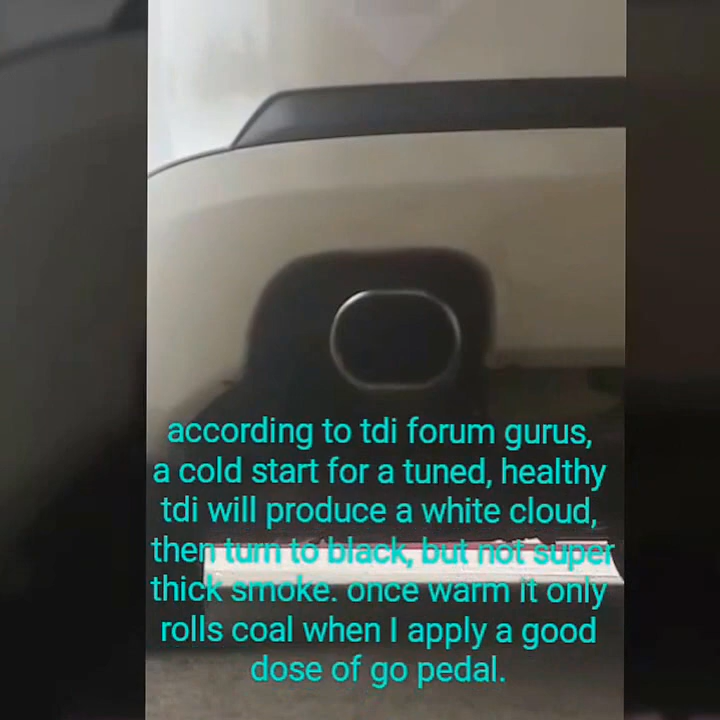 according to tdi forum gurus,
a cold start for a tuned, healthy
tdi will produce a white cloud,
then turn to black, but not super
thick smoke. once warm it only
rolls coal when I apply a good
dose of go pedal.